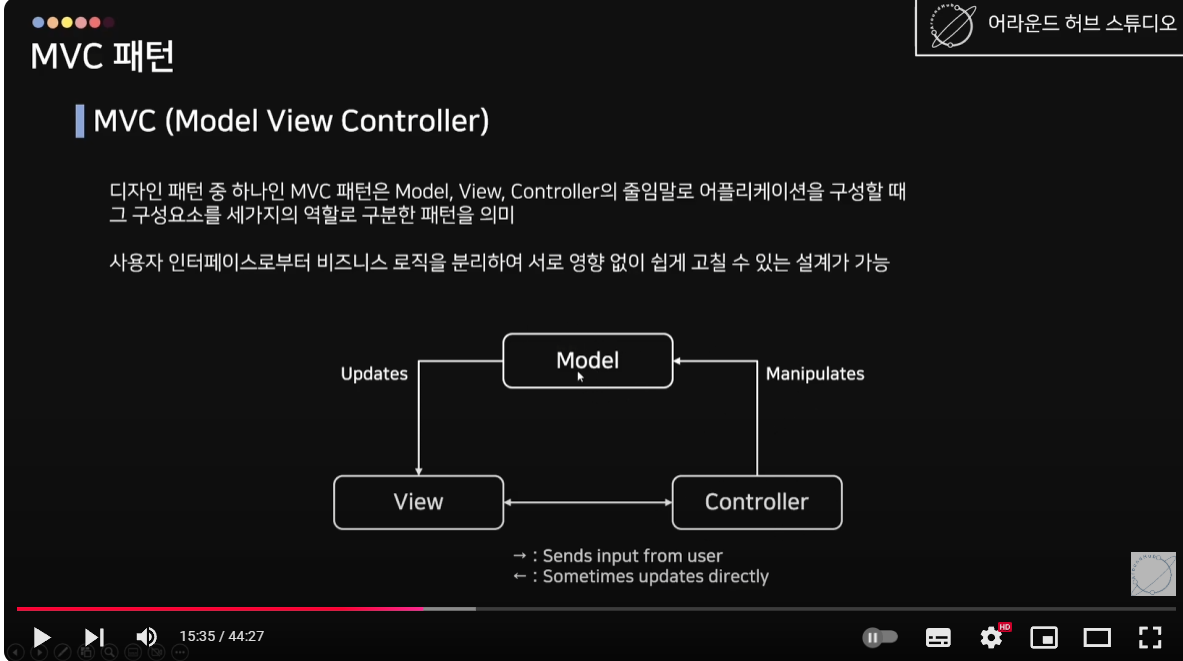 어라운드 허브 스튜디오
MVC 패턴
MVC (Model View Controller)
디자인 패턴 중 하나인 MVC 패턴은 Model, View, Controller의 줄임말로 어플리케이션을 구성할 때
그 구성요소를 세가지의 역할로 구분한 패턴을 의미
사용자 인터페이스로부터 비즈니스 로직을 분리하여 서로 영향 없이 쉽게 고칠 수 있는 설계가 가능
Model
Updates
Manipulates
View
Controller
→ : Sends input from user
← : Sometimes updates directly
15:35 / 44:27
HD